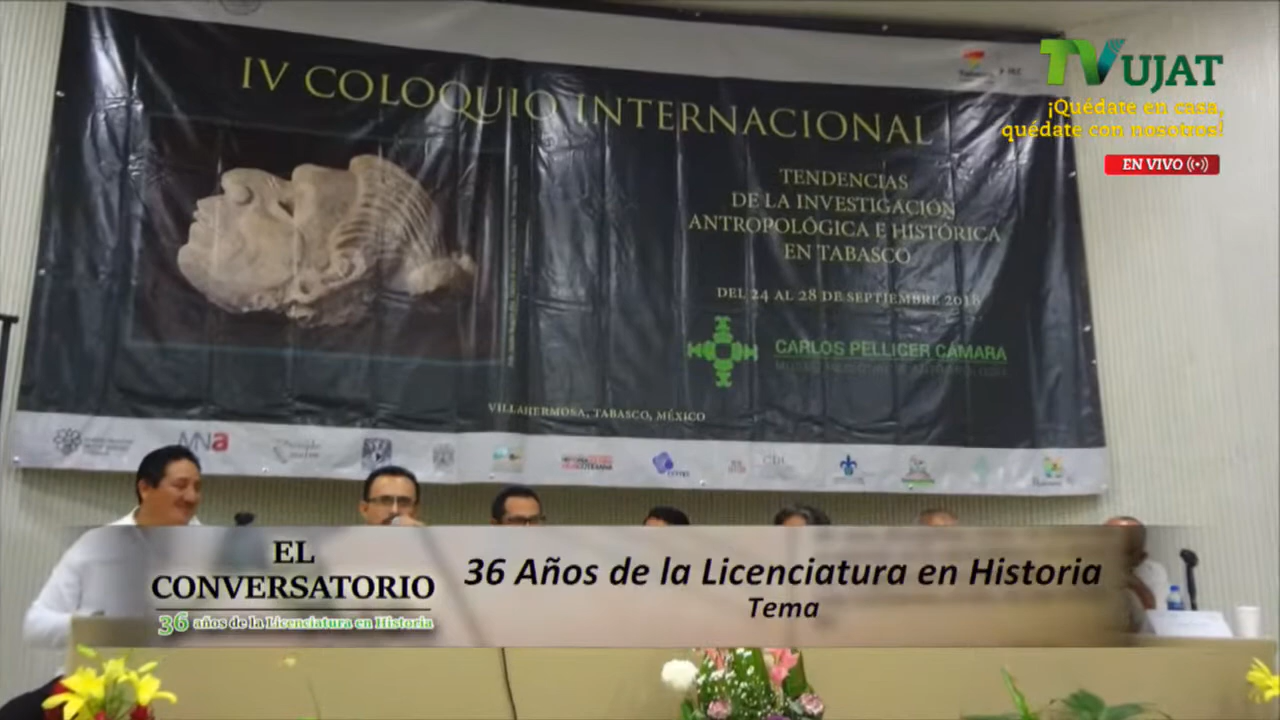 IV COLOQUIO INTERNACIONAL
TENDENCIAS
DE LA INVESTIGACIÓN
ANTROPOLÓGICA E HISTÓRICA
EN TABASCO
DEL 24 AL 28 DE SEPTIEMBRE 2018
CARLOS PELLICER CÁMARA
VILLAHERMOSA, TABASCO, MÉXICO
MNA
TVUJAT
¡Quédate en casa,
quédate con nosotros!
EN VIVO
EL
CONVERSATORIO
36 años de la Licenciatura en Historia
36 Años de la Licenciatura en Historia
Tema